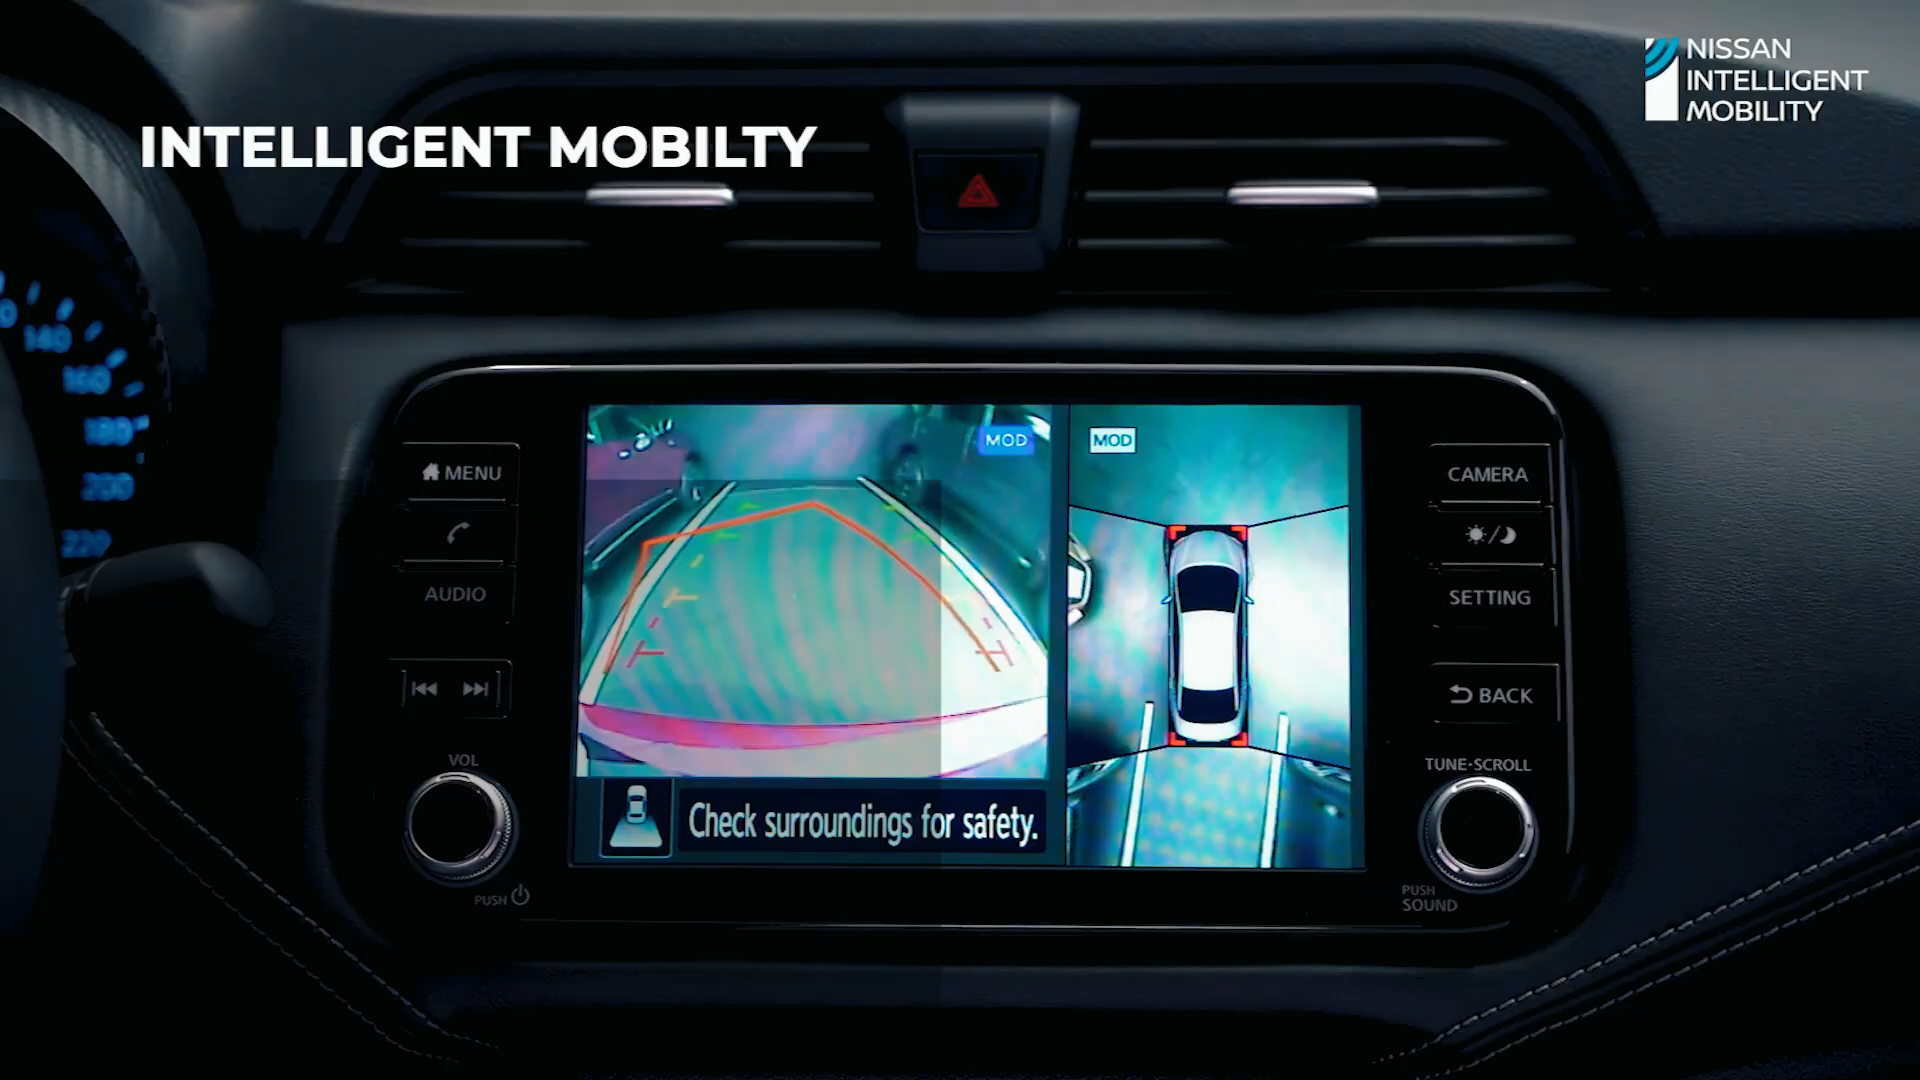 NISSAN
INTELLIGENT
MOBILITY
INTELLIGENT MOBILTY
140
160
180
200
220
MENU
AUDIO
VOL
PUSH
MOD
MOD
Check surroundings for safety.
CAMERA
SETTING
BACK
TUNE·SCROLL
PUSH
SOUND